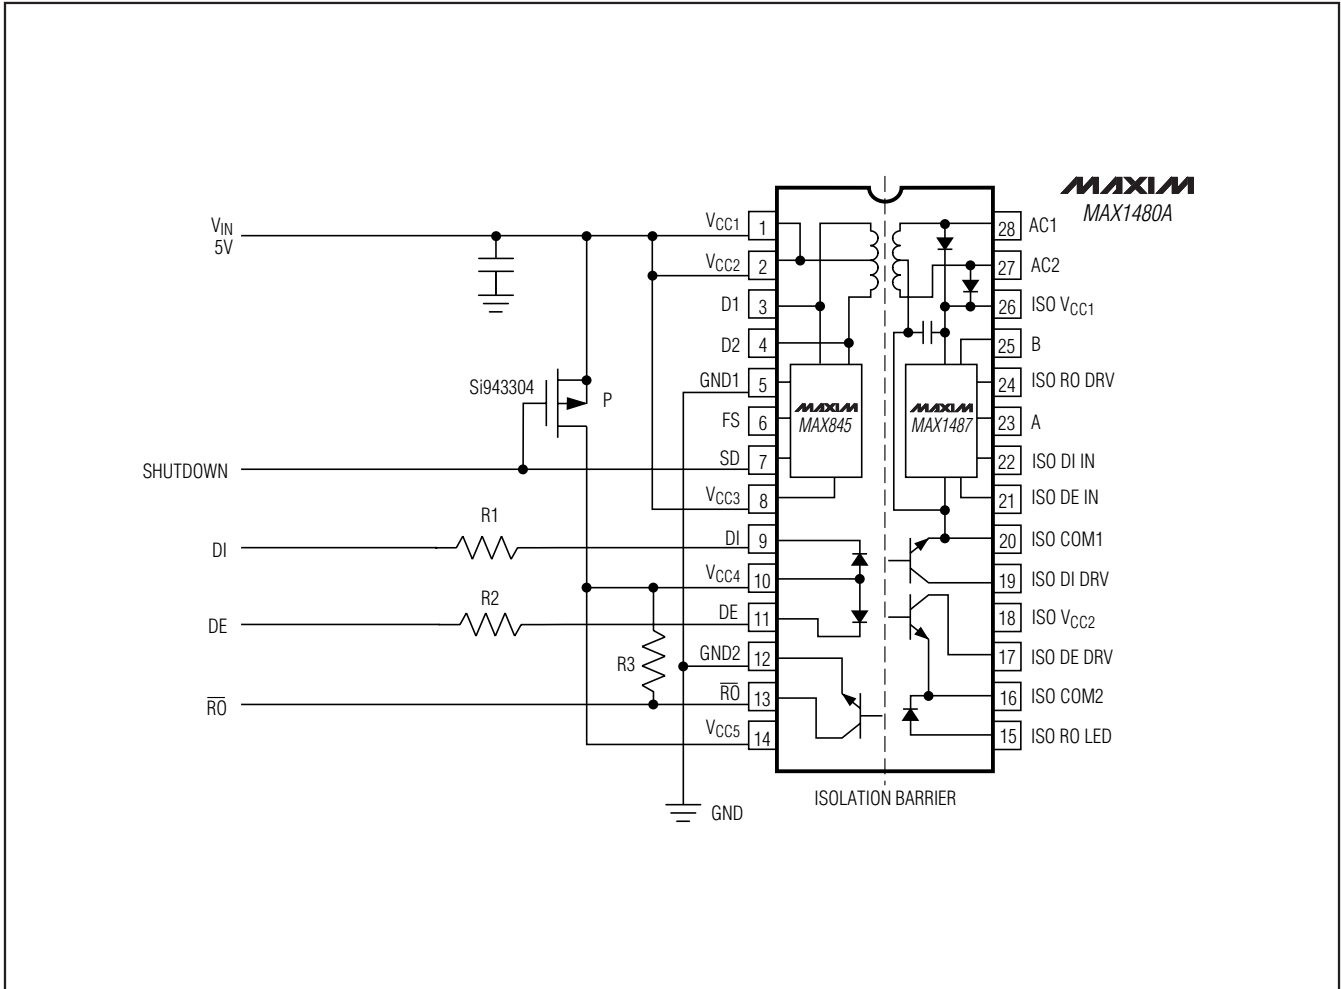 MAXIM
MAX1480A
VIN
5V
Si943304
P
SHUTDOWN
R1
DI
R2
DE
R3
RO
GND
VCC1 1
VCC2 2
D1 3
D2 4
GND1 5
FS 6
SD 7
VCC3 8
DI 9
VCC4 10
DE 11
GND2 12
RO 13
VCC5 14
MAXIM
MAX845
MAXIM
MAX1487
28 AC1
27 AC2
26 ISO VCC1
25 B
24 ISO RO DRV
23 A
22 ISO DI IN
21 ISO DE IN
20 ISO COM1
19 ISO DI DRV
18 ISO VCC2
17 ISO DE DRV
16 ISO COM2
15 ISO RO LED
ISOLATION BARRIER